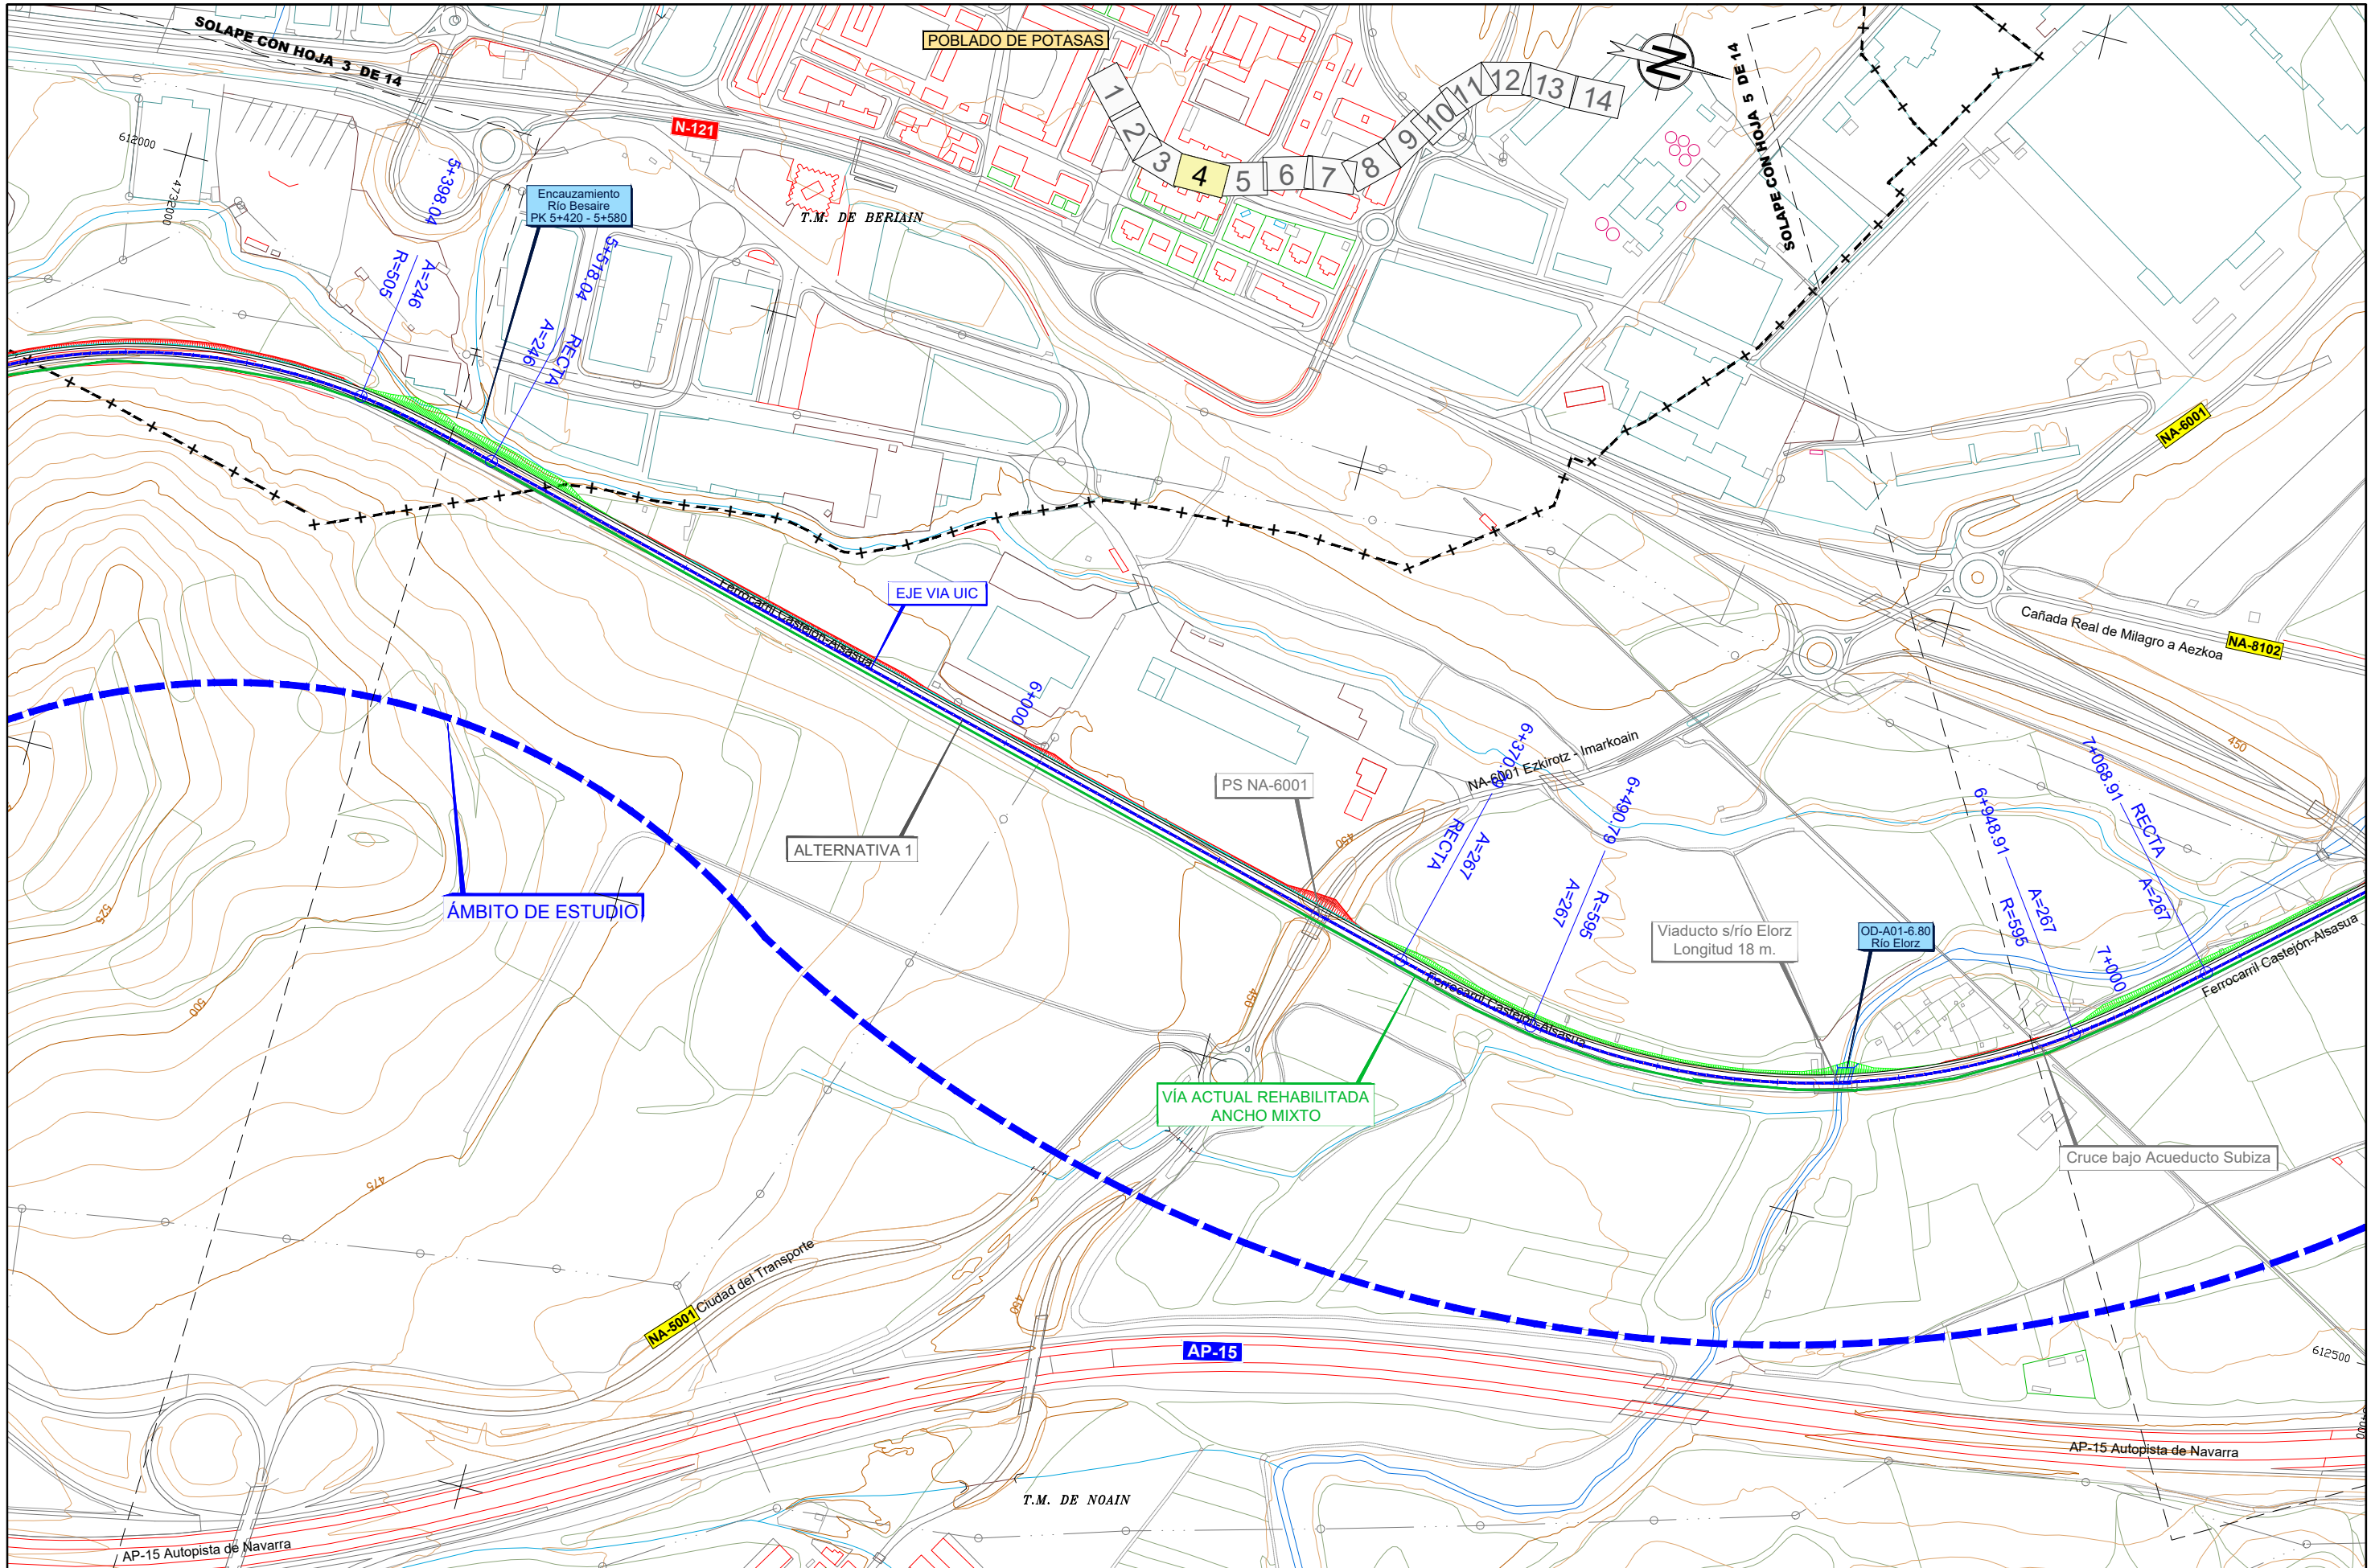 SOLAPE CON HOJA 3 DE 14
POBLADO DE POTASAS
SOLAPE CON HOJA 5 DE 14
N
1
2
3
4
5
6
7
8
9
10
11
12
13
14
N-121
612000
4732000
5+398.04
R=505
A=246
Encauzamiento
Río Besaire
PK 5+420 - 5+580
5+518.04
A=246
RECTA
T.M. DE BERIAIN
NA-6001
Cañada Real de Milagro a Aezkoa
NA-8102
EJE VIA UIC
Ferrocarril Castejón-Alsasua
6+000
ALTERNATIVA 1
PS NA-6001
NA-6001 Ezkirotz - Imarkoain
450
6+370.79
RECTA
A=267
6+490.79
A=267
R=595
450
7+068.91
RECTA
A=267
6+948.91
A=267
R=595
7+000
ÁMBITO DE ESTUDIO
525
500
475
450
450
Viaducto s/río Elorz
Longitud 18 m.
OD-A01-6.80
Río Elorz
Ferrocarril Castejón-Alsasua
Ferrocarril Castejón-Alsasua
VÍA ACTUAL REHABILITADA
ANCHO MIXTO
Cruce bajo Acueducto Subiza
NA-5001
Ciudad del Transporte
AP-15
612500
AP-15 Autopista de Navarra
AP-15 Autopista de Navarra
T.M. DE NOAIN